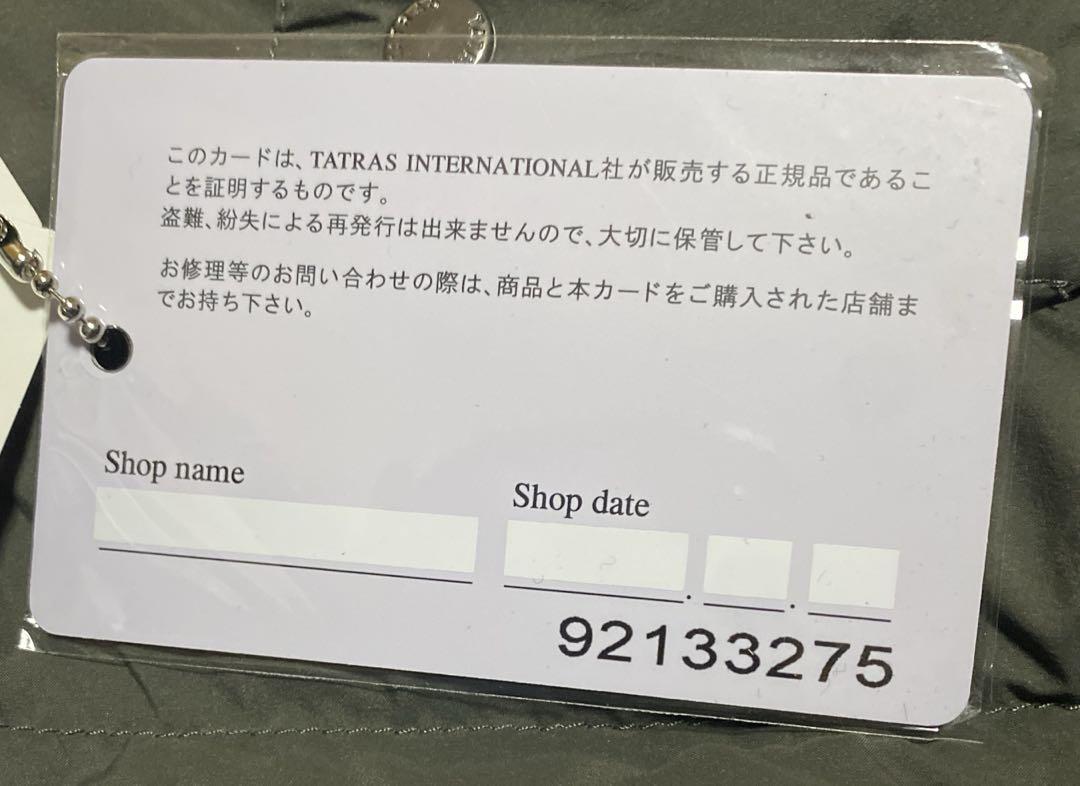 このカードは、TATRAS INTERNATIONAL社が販売する正規品であるこ
とを証明するものです。
盗難、紛失による再発行は出来ませんので、大切に保管して下さい。
お修理等のお問い合わせの際は、商品と本カードをご購入された店舗ま
でお持ち下さい。
Shop name
Shop date
92133275